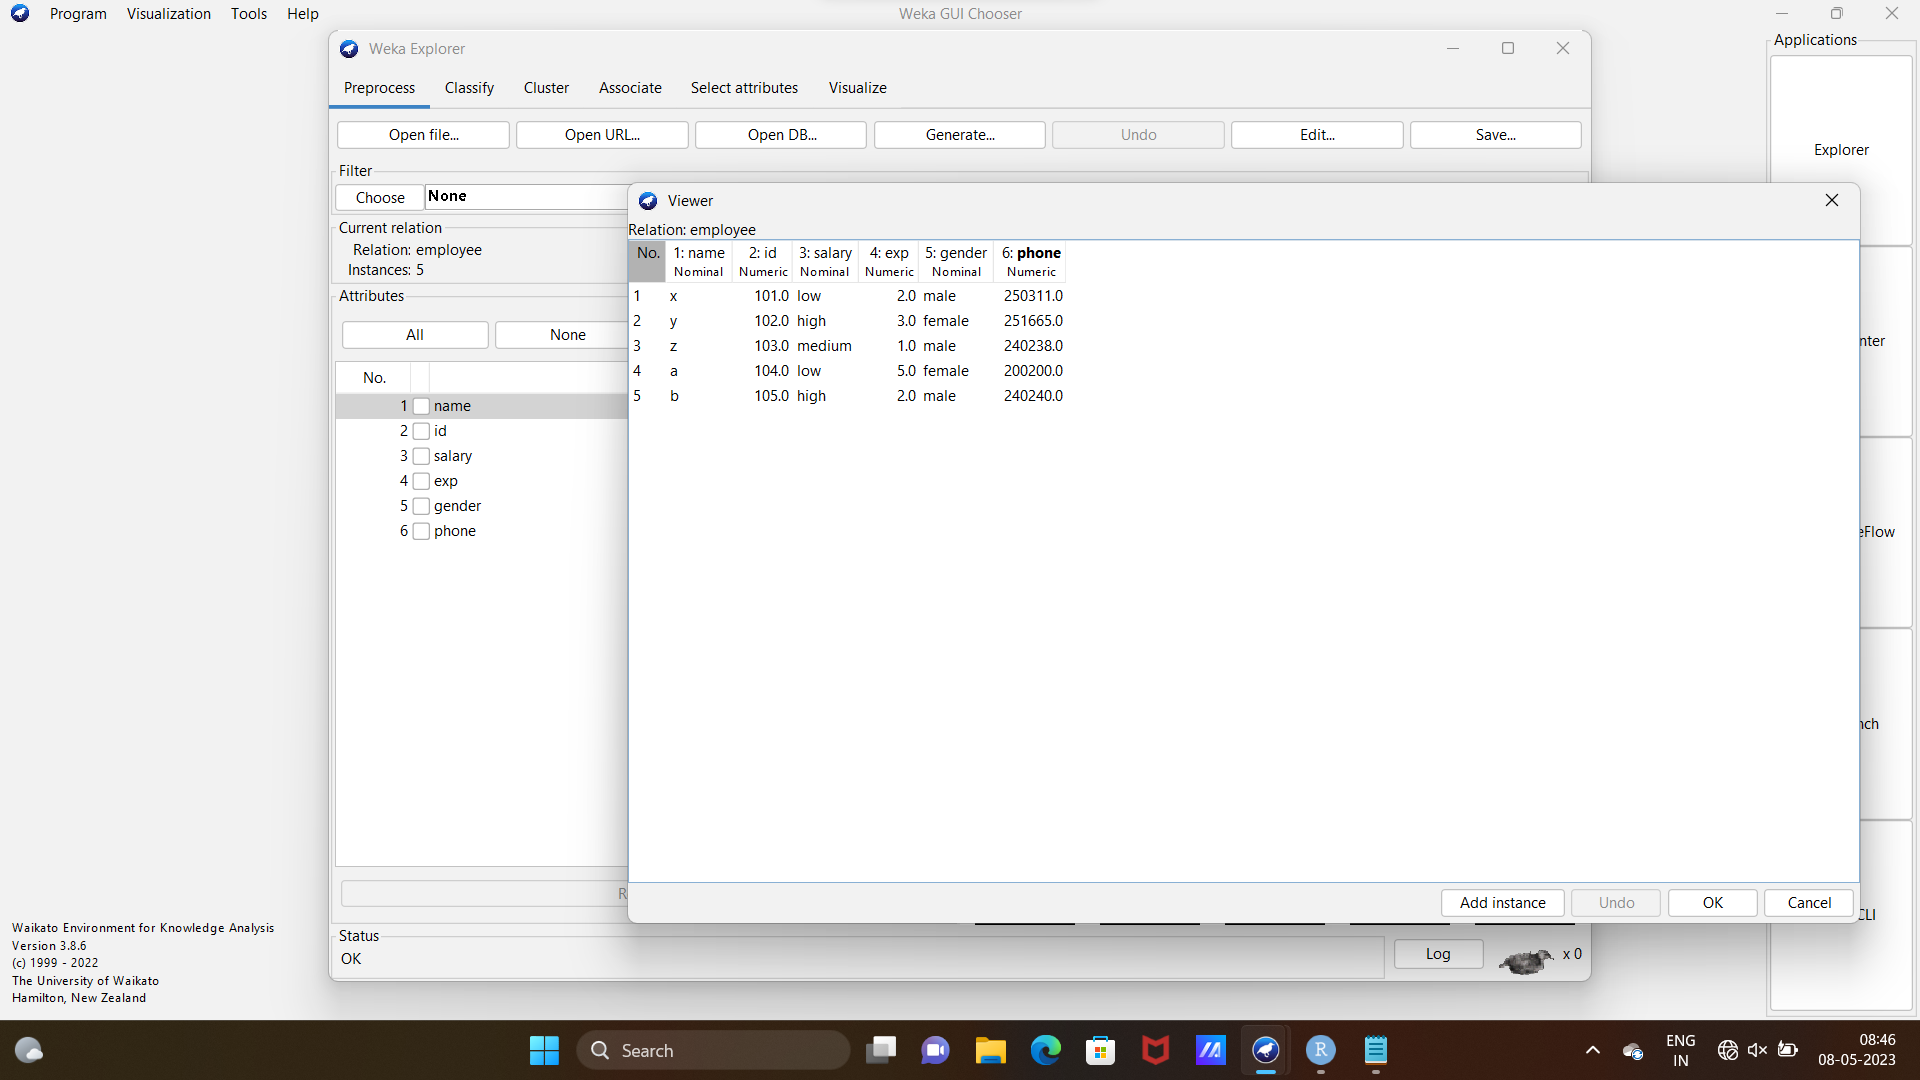 Program Visualization Tools Help
Weka GUI Chooser
Applications
Weka Explorer
Preprocess Classify Cluster Associate Select attributes Visualize
Open file... Open URL... Open DB... Generate... Undo Edit... Save...
Filter
Choose None
Explorer
Current relation
Relation: employee
Instances: 5
Attributes
All None
No.
1 name
2 id
3 salary
4 exp
5 gender
6 phone
R
Viewer
Relation: employee
No. 1: name 2: id 3: salary 4: exp 5: gender 6: phone
Nominal Numeric Nominal Numeric Nominal Numeric
1 x 101.0 low 2.0 male 250311.0
2 y 102.0 high 3.0 female 251665.0
3 z 103.0 medium 1.0 male 240238.0
4 a 104.0 low 5.0 female 200200.0
5 b 105.0 high 2.0 male 240240.0
Add instance Undo OK Cancel
nter
eFlow
nch
CLI
Status
OK
Log x 0
Waikato Environment for Knowledge Analysis
Version 3.8.6
(c) 1999 - 2022
The University of Waikato
Hamilton, New Zealand
Search
R
ENG
IN
08:46
08-05-2023